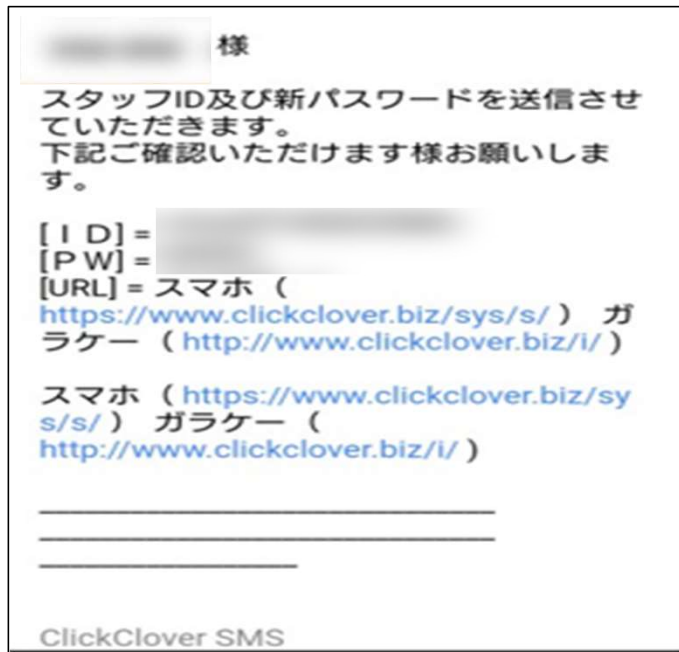 様
スタッフID及び新パスワードを送信させ
ていただきます。
下記ご確認いただけます様お願いしま
す。
[ I D] =
[P W] =
[URL] = スマホ （
https://www.clickclover.biz/sys/s/ ） ガ
ラケー （ http://www.clickclover.biz/i/ ）
スマホ （ https://www.clickclover.biz/sy
s/s/ ） ガラケー （
http://www.clickclover.biz/i/ )
ClickClover SMS